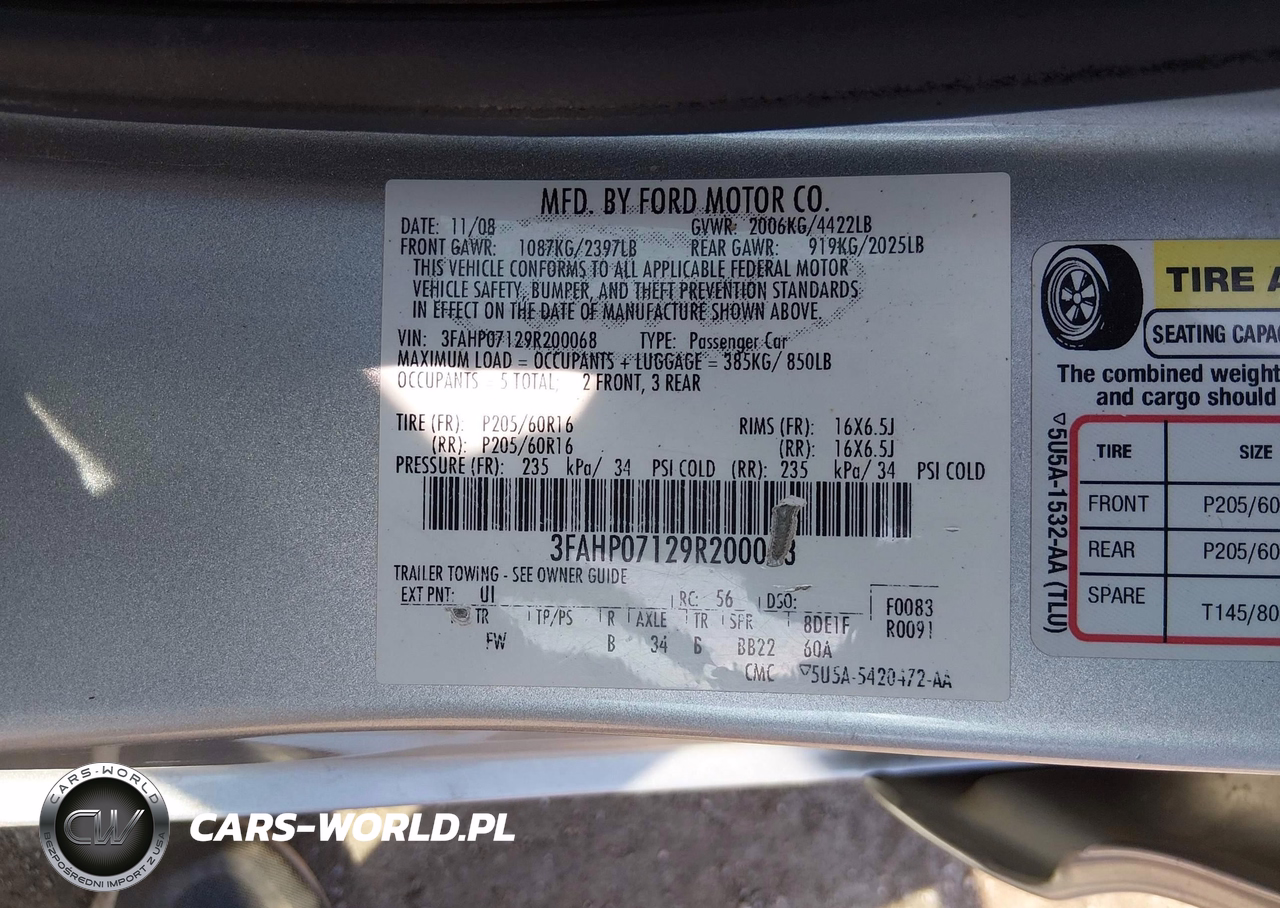 MFD. BY FORD MOTOR CO.
DATE: 11/08 GVWR: 2006KG/4422LB
FRONT GAWR: 1087KG/2397LB REAR GAWR: 919KG/2025LB
THIS VEHICLE CONFORMS TO ALL APPLICABLE FEDERAL MOTOR
VEHICLE SAFETY, BUMPER, AND THEFT PREVENTION STANDARDS
IN EFFECT ON THE DATE OF MANUFACTURE SHOWN ABOVE.
VIN: 3FAHP07129R200068 TYPE: Passenger Car
MAXIMUM LOAD = OCCUPANTS + LUGGAGE = 385KG/ 850LB
OCCUPANTS 5 TOTAL; 2 FRONT, 3 REAR
TIRE (FR): P205/60R16 RIMS (FR): 16X6.5J
(RR): P205/60R16 (RR): 16X6.5J
PRESSURE (FR): 235 kPa/ 34 PSI COLD (RR): 235 kPa/ 34 PSI COLD
TRAILER TOWING - SEE OWNER GUIDE
EXT PNT: UI RC: 56 DSO: F0083
TR TP/PS R AXLE TR SPR 8DE1F R0091
FW B 34 B BB22 60A
CMC ▽5U5A-5420472-AA
TIRE A
SEATING CAPAC
The combined weight
and cargo should
TIRE SIZE
FRONT P205/60
REAR P205/60
SPARE T145/80
▽5U5A-1532-AA (TLU)
CARS-WORLD
CW
BEZPOŚREDNI IMPORT Z USA
CARS-WORLD.PL